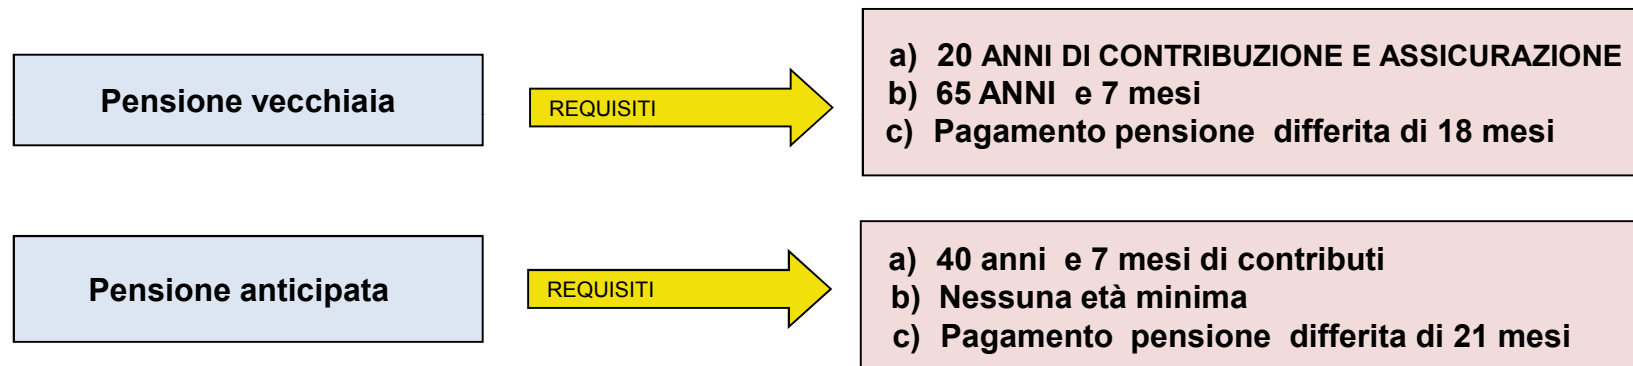 Pensione vecchiaia
REQUISITI
a) 20 ANNI DI CONTRIBUZIONE E ASSICURAZIONE
b) 65 ANNI e 7 mesi
c) Pagamento pensione differita di 18 mesi
Pensione anticipata
REQUISITI
a) 40 anni e 7 mesi di contributi
b) Nessuna età minima
c) Pagamento pensione differita di 21 mesi